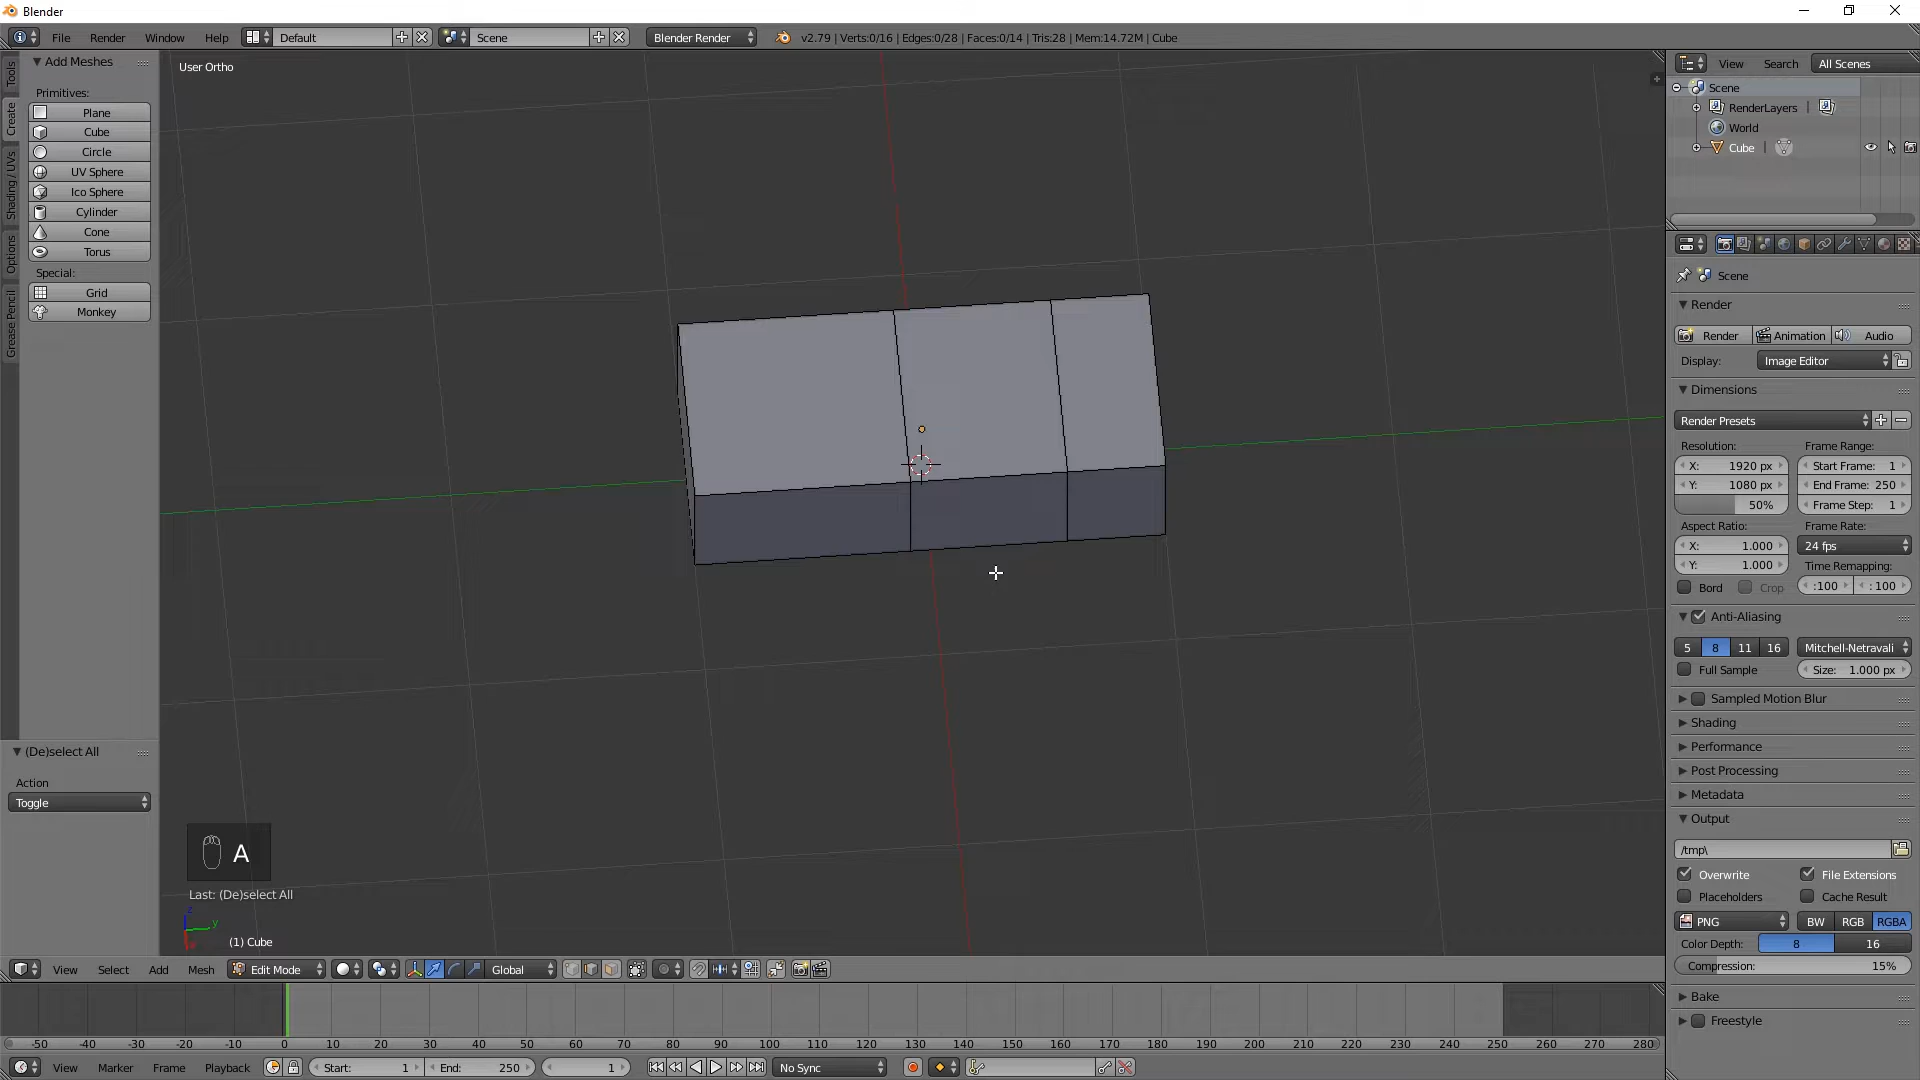 Blender
File Render Window Help Default Scene Blender Render v2.79 | Verts:0/16 | Edges:0/28 | Faces:0/14 | Tris:28 | Mem:14.72M | Cube
Tools
Create
Shading / UVs
Options
Grease Pencil
Add Meshes
Primitives:
Plane
Cube
Circle
UV Sphere
Ico Sphere
Cylinder
Cone
Torus
Special:
Grid
Monkey
(De)select All
Action
Toggle
User Ortho
A
Last: (De)select All
z
y
(1) Cube
View Search All Scenes
Scene
RenderLayers |
World
Cube |
Scene
Render
Render Animation Audio
Display: Image Editor
Dimensions
Render Presets
Resolution: Frame Range:
X: 1920 px Start Frame: 1
Y: 1080 px End Frame: 250
50% Frame Step: 1
Aspect Ratio: Frame Rate:
X: 1.000 24 fps
Y: 1.000 Time Remapping:
Bord Crop :100 : 100
Anti-Aliasing
5 8 11 16 Mitchell-Netravali
Full Sample Size: 1.000 px
Sampled Motion Blur
Shading
Performance
Post Processing
Metadata
Output
/tmp\
Overwrite File Extensions
Placeholders Cache Result
PNG BW RGB RGBA
Color Depth: 8 16
Compression: 15%
Bake
Freestyle
View Select Add Mesh Edit Mode Global
-50 -40 -30 -20 -10 0 10 20 30 40 50 60 70 80 90 100 110 120 130 140 150 160 170 180 190 200 210 220 230 240 250 260 270 280
View Marker Frame Playback Start: 1 End: 250 1 No Sync